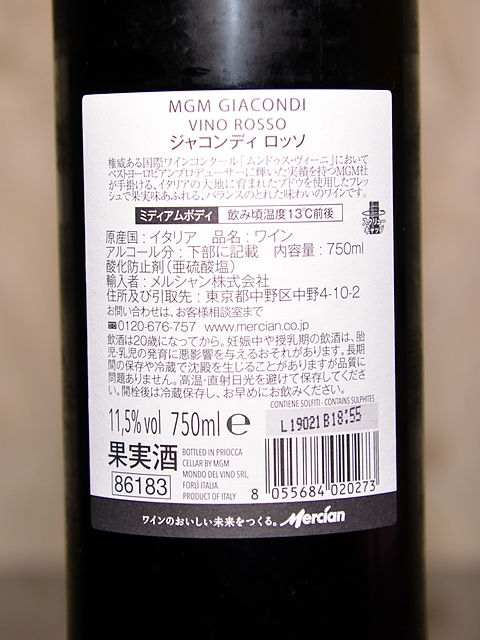 MGM GIACONDI
VINO ROSSO
ジャコンディ ロッソ
権威ある国際ワインコンクール「ムンドゥス・ヴィーニ」において
ベストヨーロピアンプロデューサーに輝いた実績を持つMGM社
が手掛ける、イタリアの大地に育まれたブドウを使用したフレッ
シュで果実味あふれる、バランスのとれた味わいのワインです。
ミディアムボディ 飲み頃温度13℃前後
スクリュー
キャップ
原産国:イタリア 品名:ワイン
アルコール分:下部に記載 内容量:750ml
酸化防止剤(亜硫酸塩)
輸入者:メルシャン株式会社
住所及び引取先:東京都中野区中野4-10-2
お問い合わせは、お客様相談室まで
☎0120-676-757 www.mercian.co.jp
飲酒は20歳になってから。妊娠中や授乳期の飲酒は、胎
児・乳児の発育に悪影響を与えるおそれがあります。長期
間の保存や冷蔵で沈殿を生じることがありますが品質に
問題ありません。高温・直射日光を避けて保存してくださ
い。開栓後は冷蔵保存し、お早めにお飲みください。
CONTIENE SOLFITI - CONTAINS SULPHITES
L19021B18:55
11,5% vol 750ml e
果実酒
86183
BOTTLED IN PRIOCCA
CELLAR BY MGM
MONDO DEL VINO SRL,
FORLÌ ITALIA
PRODUCT OF ITALY
8 055684 020273
ワインのおいしい未来をつくる。 Mercian